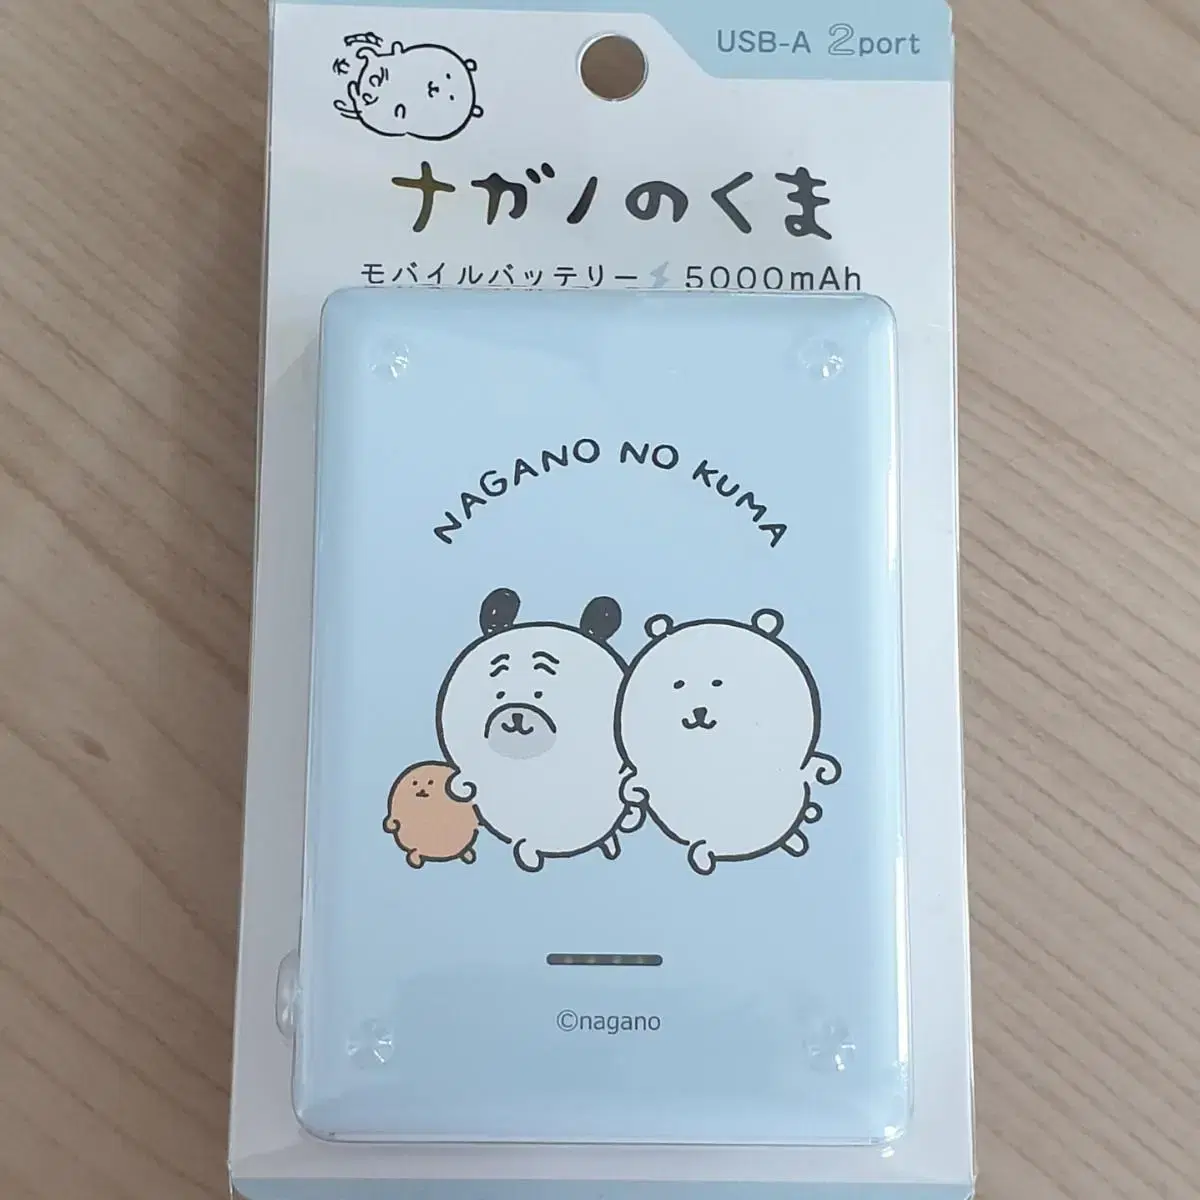 USB-A 2port
ナガノのくま
モバイルバッテリー 5000mAh
NAGANO NO KUMA
©nagano